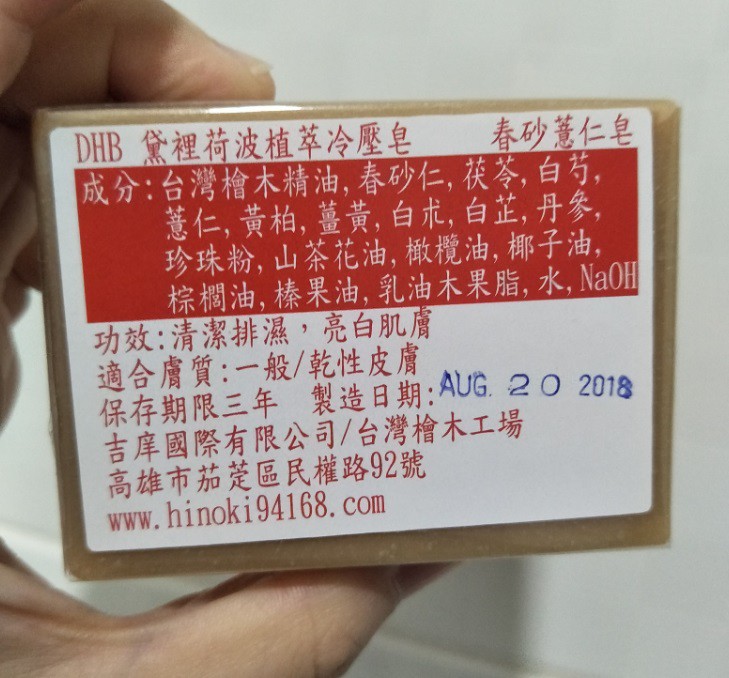 DHB 黛裡荷波植萃冷壓皂 春砂薏仁皂
成分:台灣檜木精油,春砂仁,茯苓,白芍,
薏仁,黃柏,薑黃,白朮,白芷,丹參,
珍珠粉,山茶花油,橄欖油,椰子油,
棕櫚油,榛果油,乳油木果脂,水,NaOH
功效:清潔排濕,亮白肌膚
適合膚質:一般/乾性皮膚
保存期限三年 製造日期:AUG. 20 2018
吉庠國際有限公司/台灣檜木工場
高雄市茄萣區民權路92號
www.hinoki94168.com